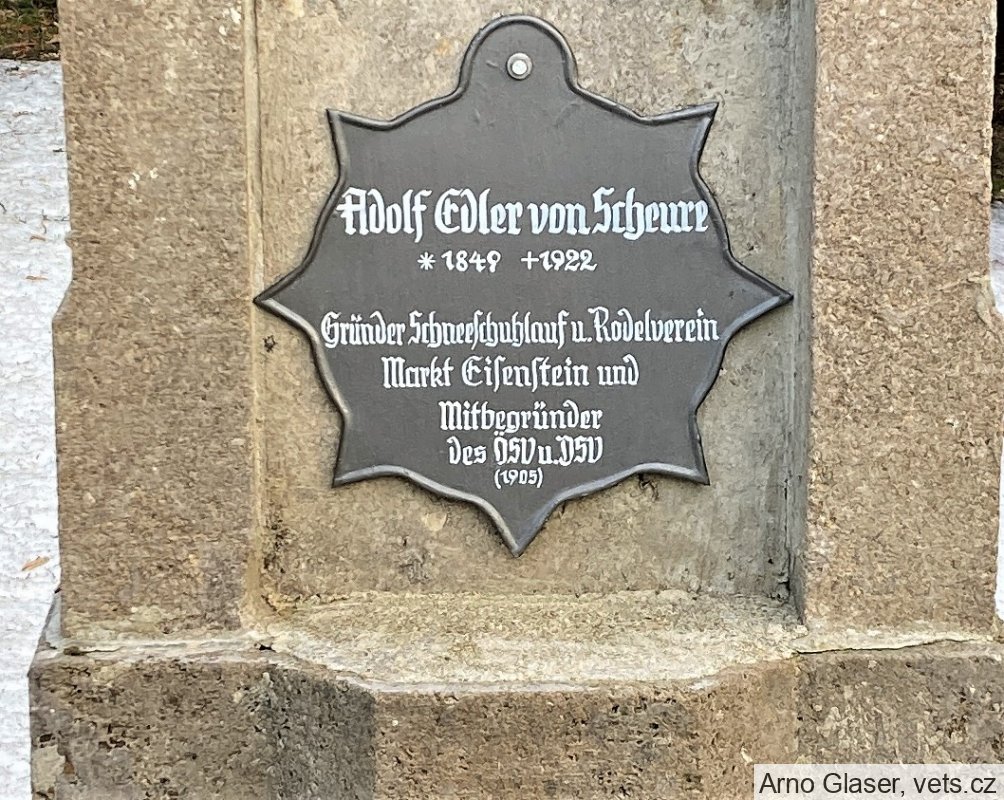 Adolf Edler von Scheure
* 1849 +1922
Gründer Schneeschuhlauf u. Rodelverein
Markt Eisenstein und
Mitbegründer
des ÖSV u. DSV
(1905)
Arno Glaser, vets.cz